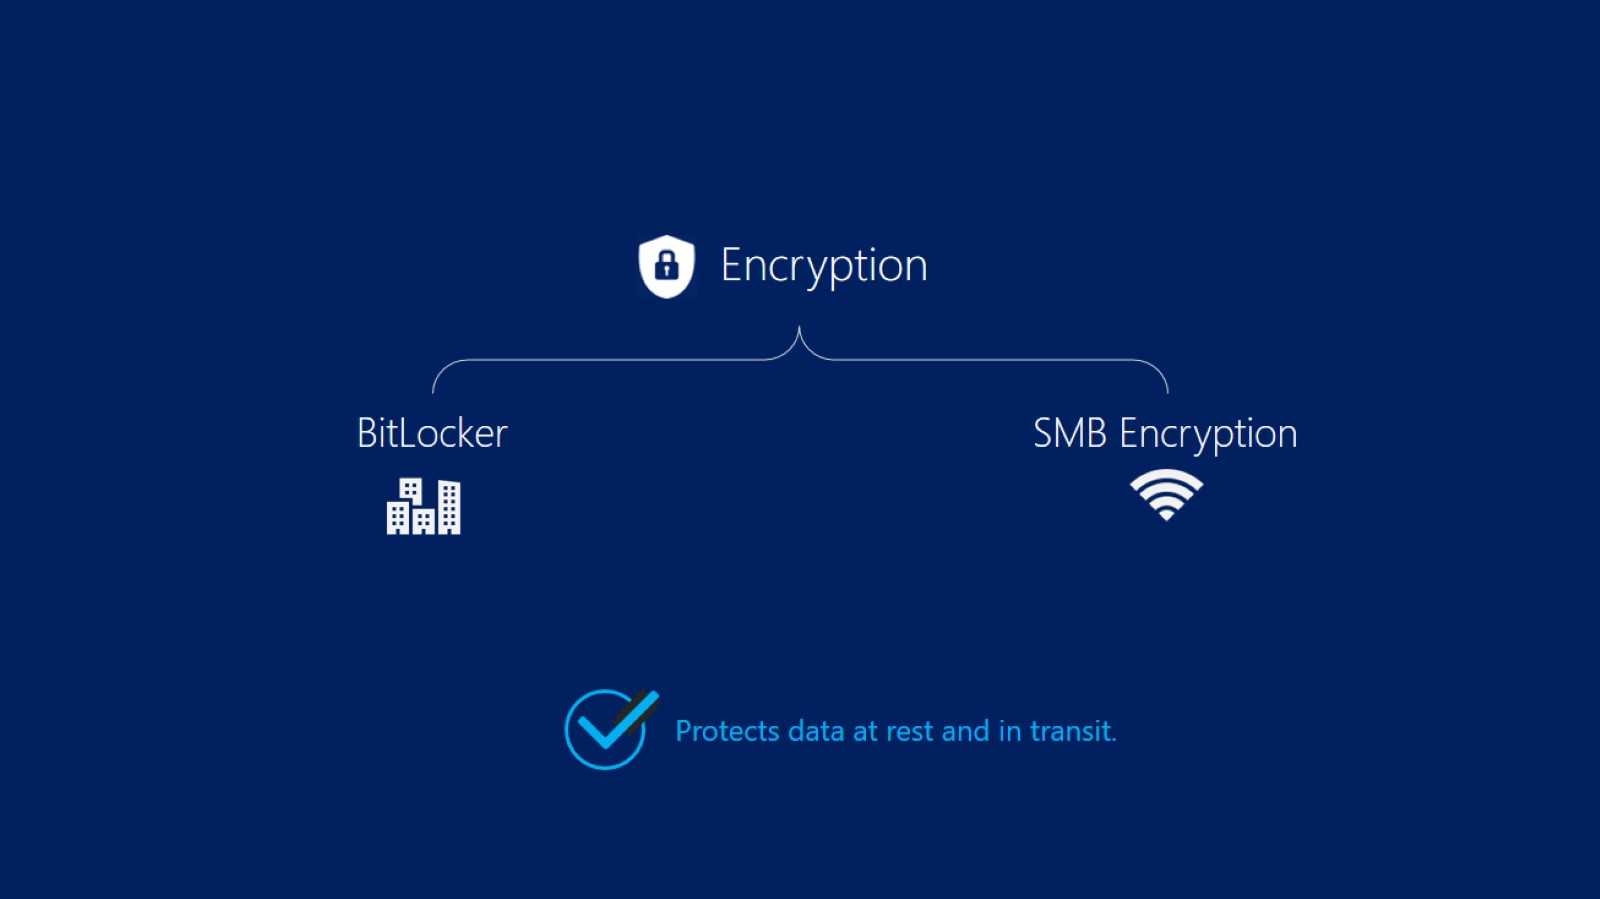 Encryption
BitLocker
SMB Encryption
Protects data at rest and in transit.